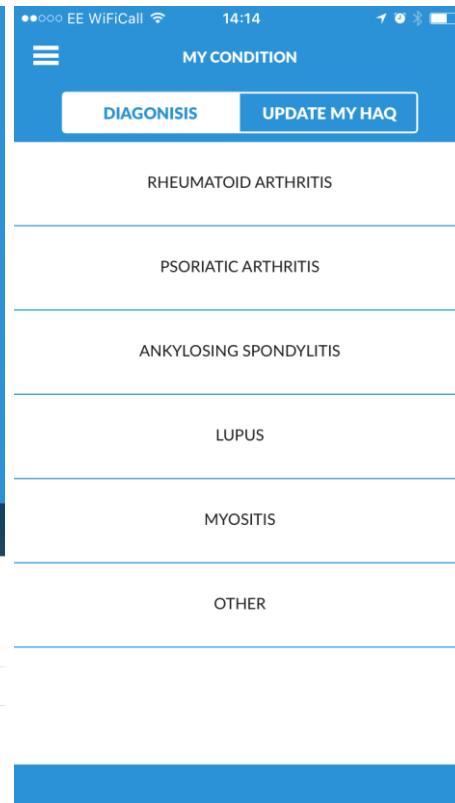 EE WiFiCall 14:14
MY CONDITION
DIAGONISIS UPDATE MY HAQ
RHEUMATOID ARTHRITIS
PSORIATIC ARTHRITIS
ANKYLOSING SPONDYLITIS
LUPUS
MYOSITIS
OTHER